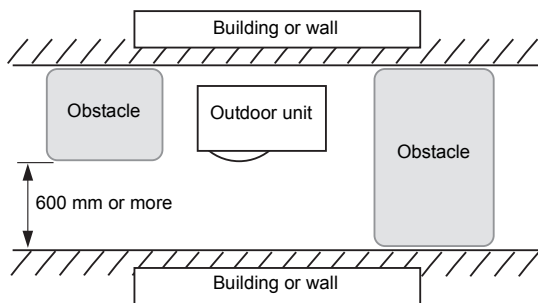 Building or wall
Obstacle
Outdoor unit
Obstacle
600 mm or more
Building or wall